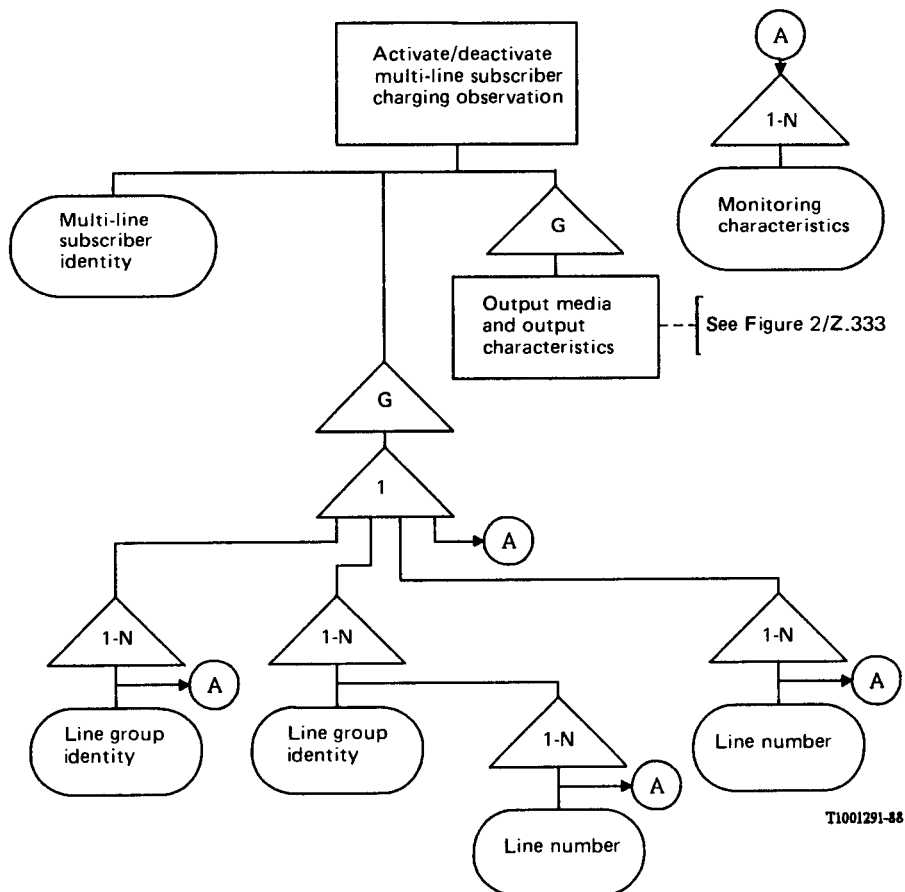 Activate/deactivate
multi-line subscriber
charging observation
A
1-N
Monitoring
characteristics
Multi-line
subscriber
identity
G
Output media
and output
characteristics
See Figure 2/Z.333
G
1
A
1-N
A
Line group
identity
1-N
Line group
identity
1-N
A
Line number
1-N
A
Line number
T1001291-88